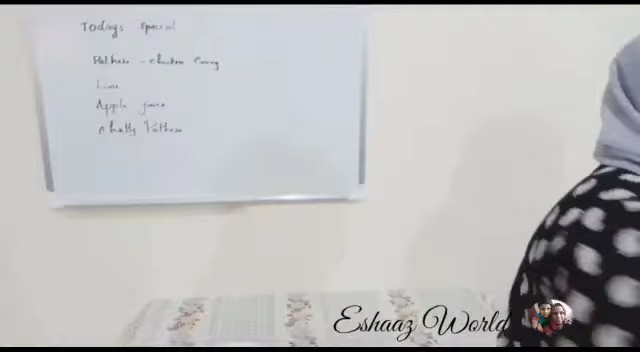 Todays special
Pathiri - chicken Curry
Lime
Apple juice
chatty Pathiri
Eshaaz World